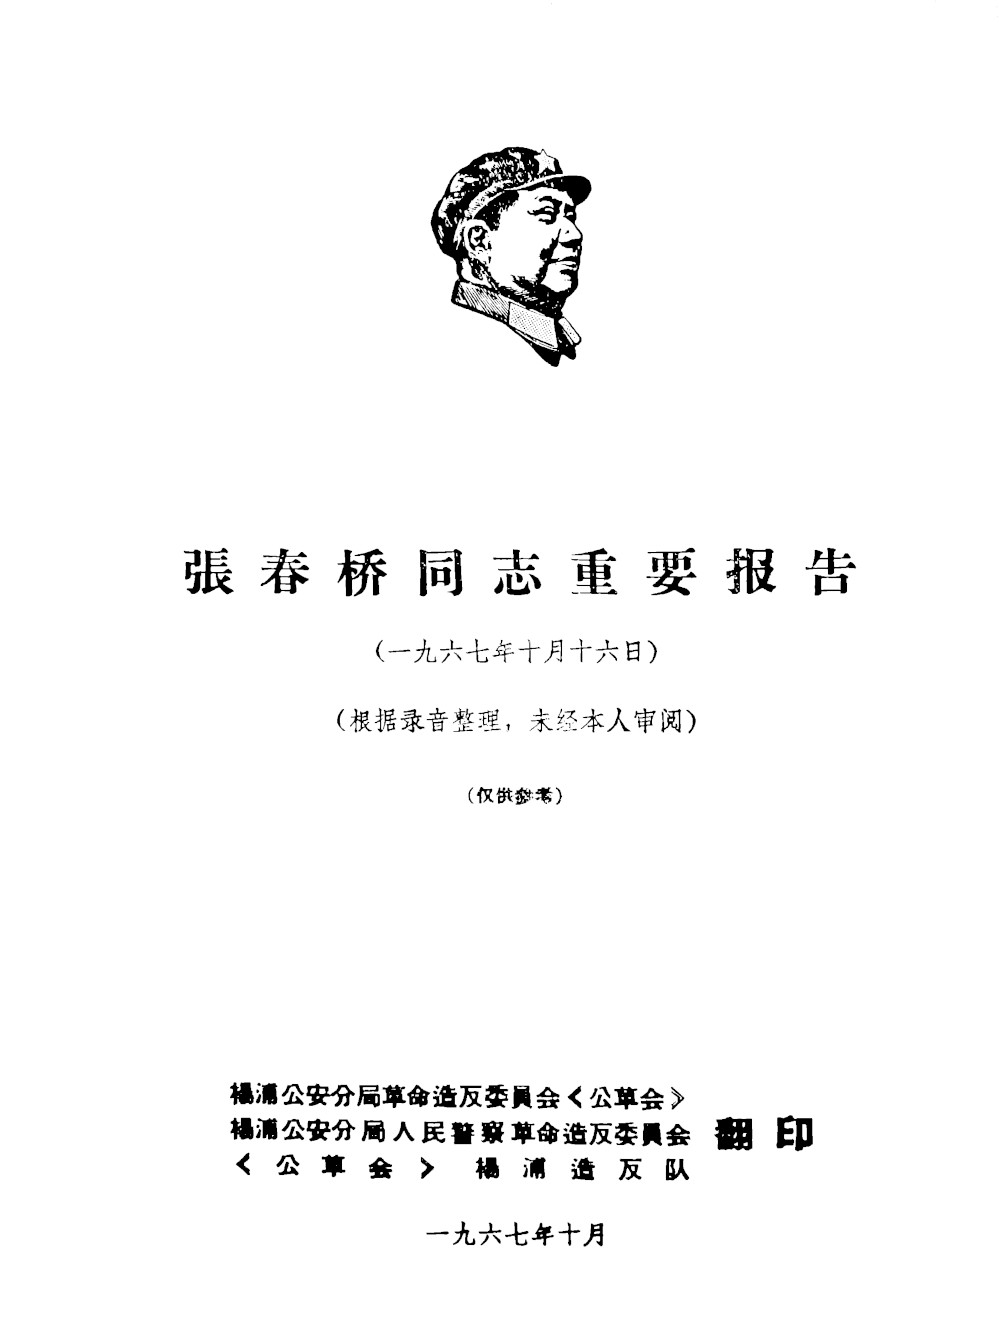 張春桥同志重要报告
(一九六七年十月十六日)
(根据录音整理，未经本人审阅)
(仅供参考)
楊浦公安分局革命造反委員会<公革会》
楊浦公安分局人民警察革命造反委員会 翻印
<公革会> 楊浦造反队
一九六七年十月